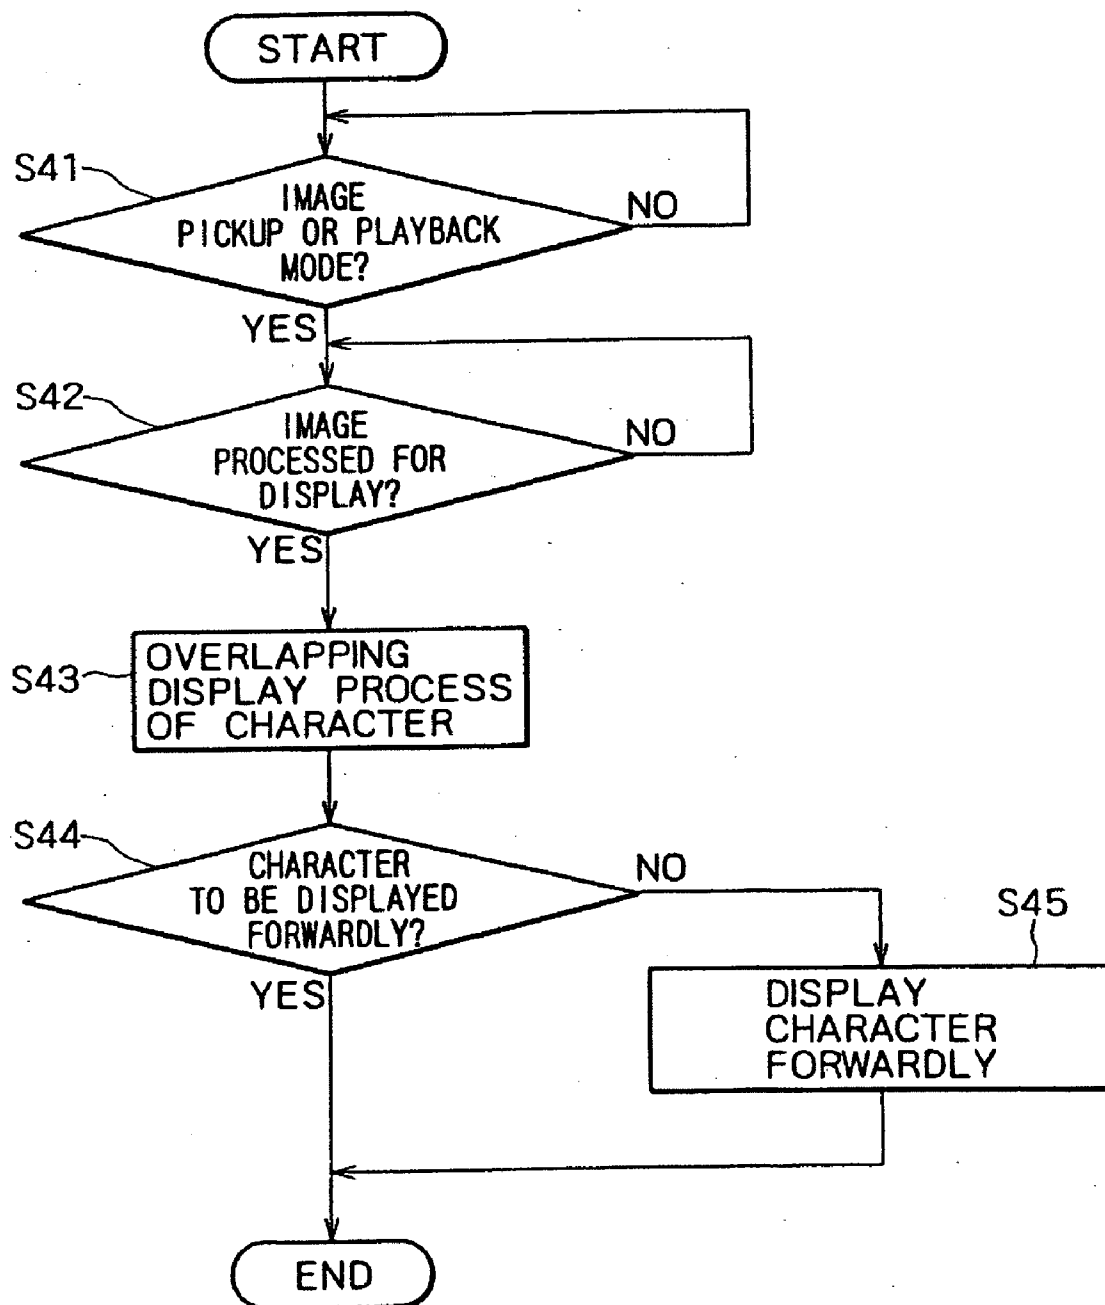 START
S41
IMAGE
PICKUP OR PLAYBACK
MODE?
NO
YES
S42
IMAGE
PROCESSED FOR
DISPLAY?
NO
YES
S43
OVERLAPPING
DISPLAY PROCESS
OF CHARACTER
S44
CHARACTER
TO BE DISPLAYED
FORWARDLY?
NO
YES
S45
DISPLAY
CHARACTER
FORWARDLY
END